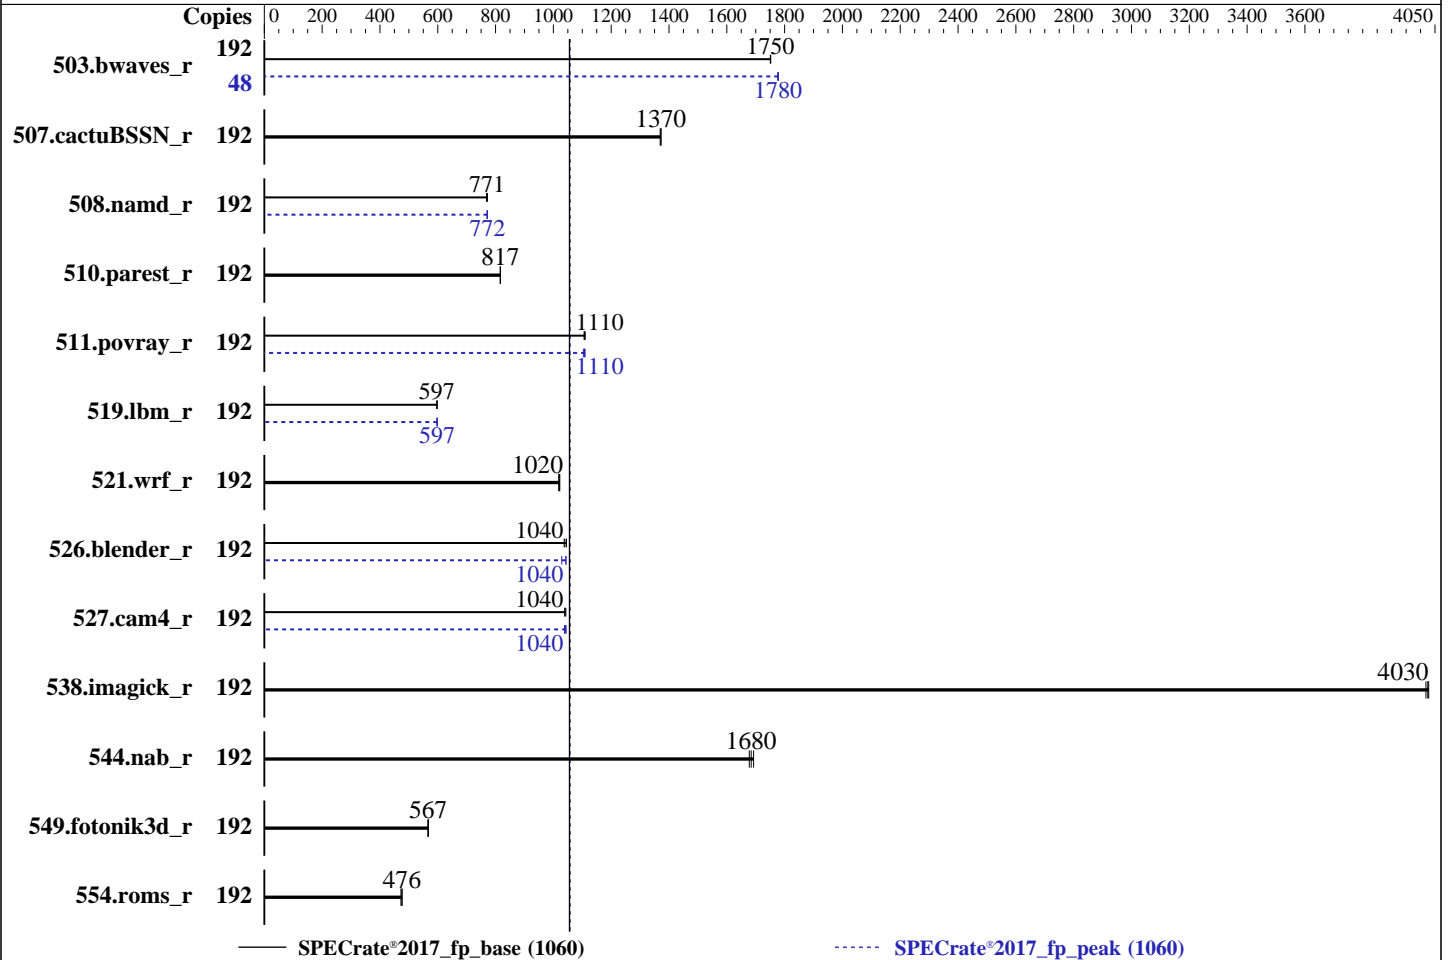 Copies 0 200 400 600 800 1000 1200 1400 1600 1800 2000 2200 2400 2600 2800 3000 3200 3400 3600 4050
503.bwaves_r 192 1750
48 1780
507.cactuBSSN_r 192 1370
508.namd_r 192 771
772
510.parest_r 192 817
511.povray_r 192 1110
1110
519.lbm_r 192 597
597
521.wrf_r 192 1020
526.blender_r 192 1040
1040
527.cam4_r 192 1040
1040
538.imagick_r 192 4030
544.nab_r 192 1680
549.fotonik3d_r 192 567
554.roms_r 192 476
SPECrate®2017_fp_base (1060) SPECrate®2017_fp_peak (1060)